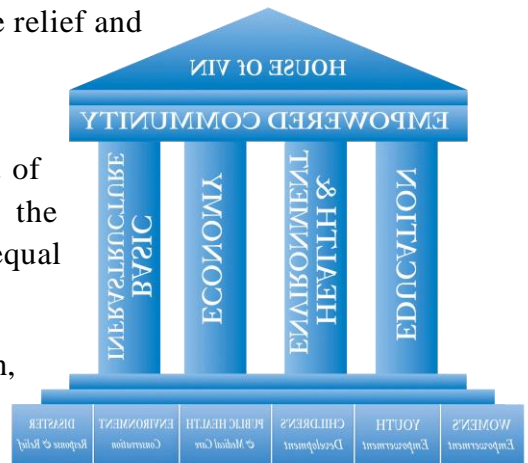 e relief and
of
the
equal
n,
HOUSE Of VIN
EMPOWERED COMMUNITY
EDUCATION
HEALTH &
ENVIRONMENT
ECONOMY
BASIC
INFRASTRUCTURE
WOMEN'S
Empowerment
YOUTH
Empowerment
CHILDREN'S
Development
PUBLIC HEALTH
& Medical Care
ENVIRONMENT
Conservation
DISASTER
Response & Relief